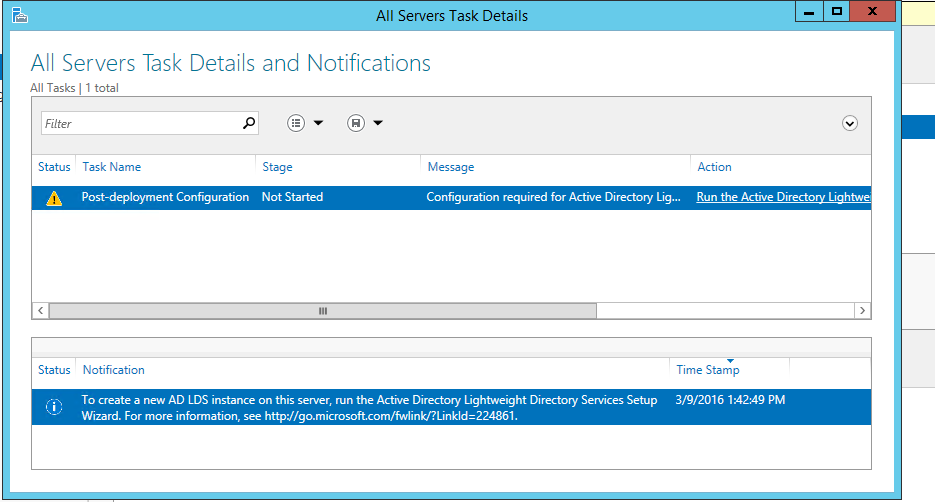 All Servers Task Details
All Servers Task Details and Notifications
All Tasks | 1 total
Filter
Status Task Name Stage Message Action
Post-deployment Configuration Not Started Configuration required for Active Directory Lig... Run the Active Directory Lightwei
Status Notification Time Stamp
To create a new AD LDS instance on this server, run the Active Directory Lightweight Directory Services Setup 3/9/2016 1:42:49 PM
Wizard. For more information, see http://go.microsoft.com/fwlink/?LinkId=224861.